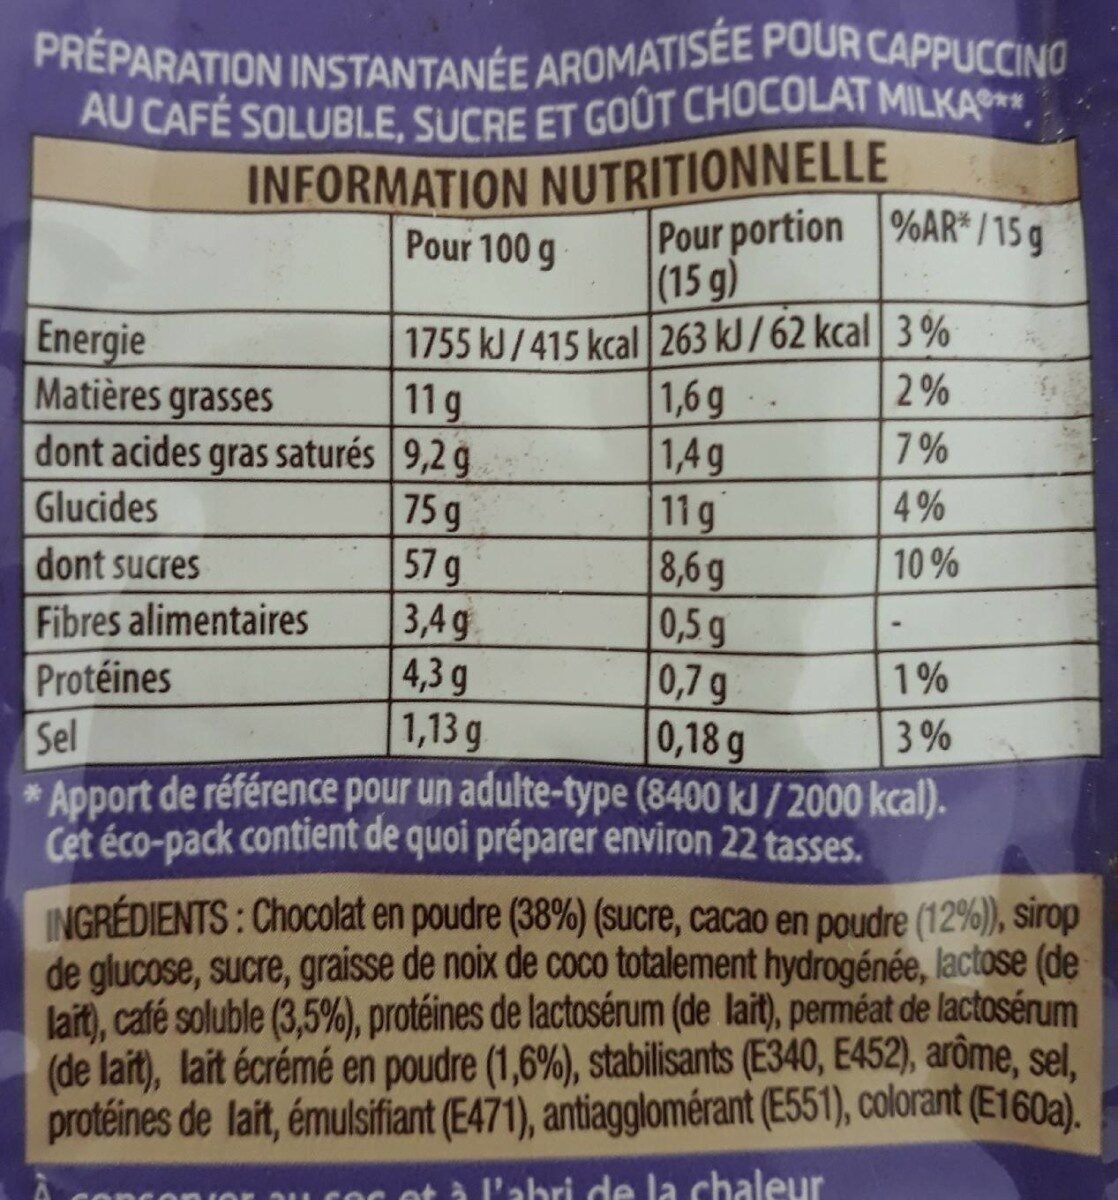 PRÉPARATION INSTANTANÉE AROMATISÉE POUR CAPPUCCINO
AU CAFÉ SOLUBLE, SUCRE ET GOÛT CHOCOLAT MILKA®**.
INFORMATION NUTRITIONNELLE
Pour 100 g Pour portion (15 g) %AR* / 15 g
Energie 1755 kJ / 415 kcal 263 kJ / 62 kcal 3 %
Matières grasses 11 g 1,6 g 2 %
dont acides gras saturés 9,2 g 1,4 g 7 %
Glucides 75 g 11 g 4 %
dont sucres 57 g 8,6 g 10 %
Fibres alimentaires 3,4 g 0,5 g -
Protéines 4,3 g 0,7 g 1 %
Sel 1,13 g 0,18 g 3 %
* Apport de référence pour un adulte-type (8400 kJ / 2000 kcal).
Cet éco-pack contient de quoi préparer environ 22 tasses.
INGRÉDIENTS : Chocolat en poudre (38%) (sucre, cacao en poudre (12%)), sirop
de glucose, sucre, graisse de noix de coco totalement hydrogénée, lactose (de
lait), café soluble (3,5%), protéines de lactosérum (de lait), perméat de lactosérum
(de lait), lait écrémé en poudre (1,6%), stabilisants (E340, E452), arôme, sel,
protéines de lait, émulsifiant (E471), antiagglomérant (E551), colorant (E160a).
À conserver au sec et à l'abri de la chaleur